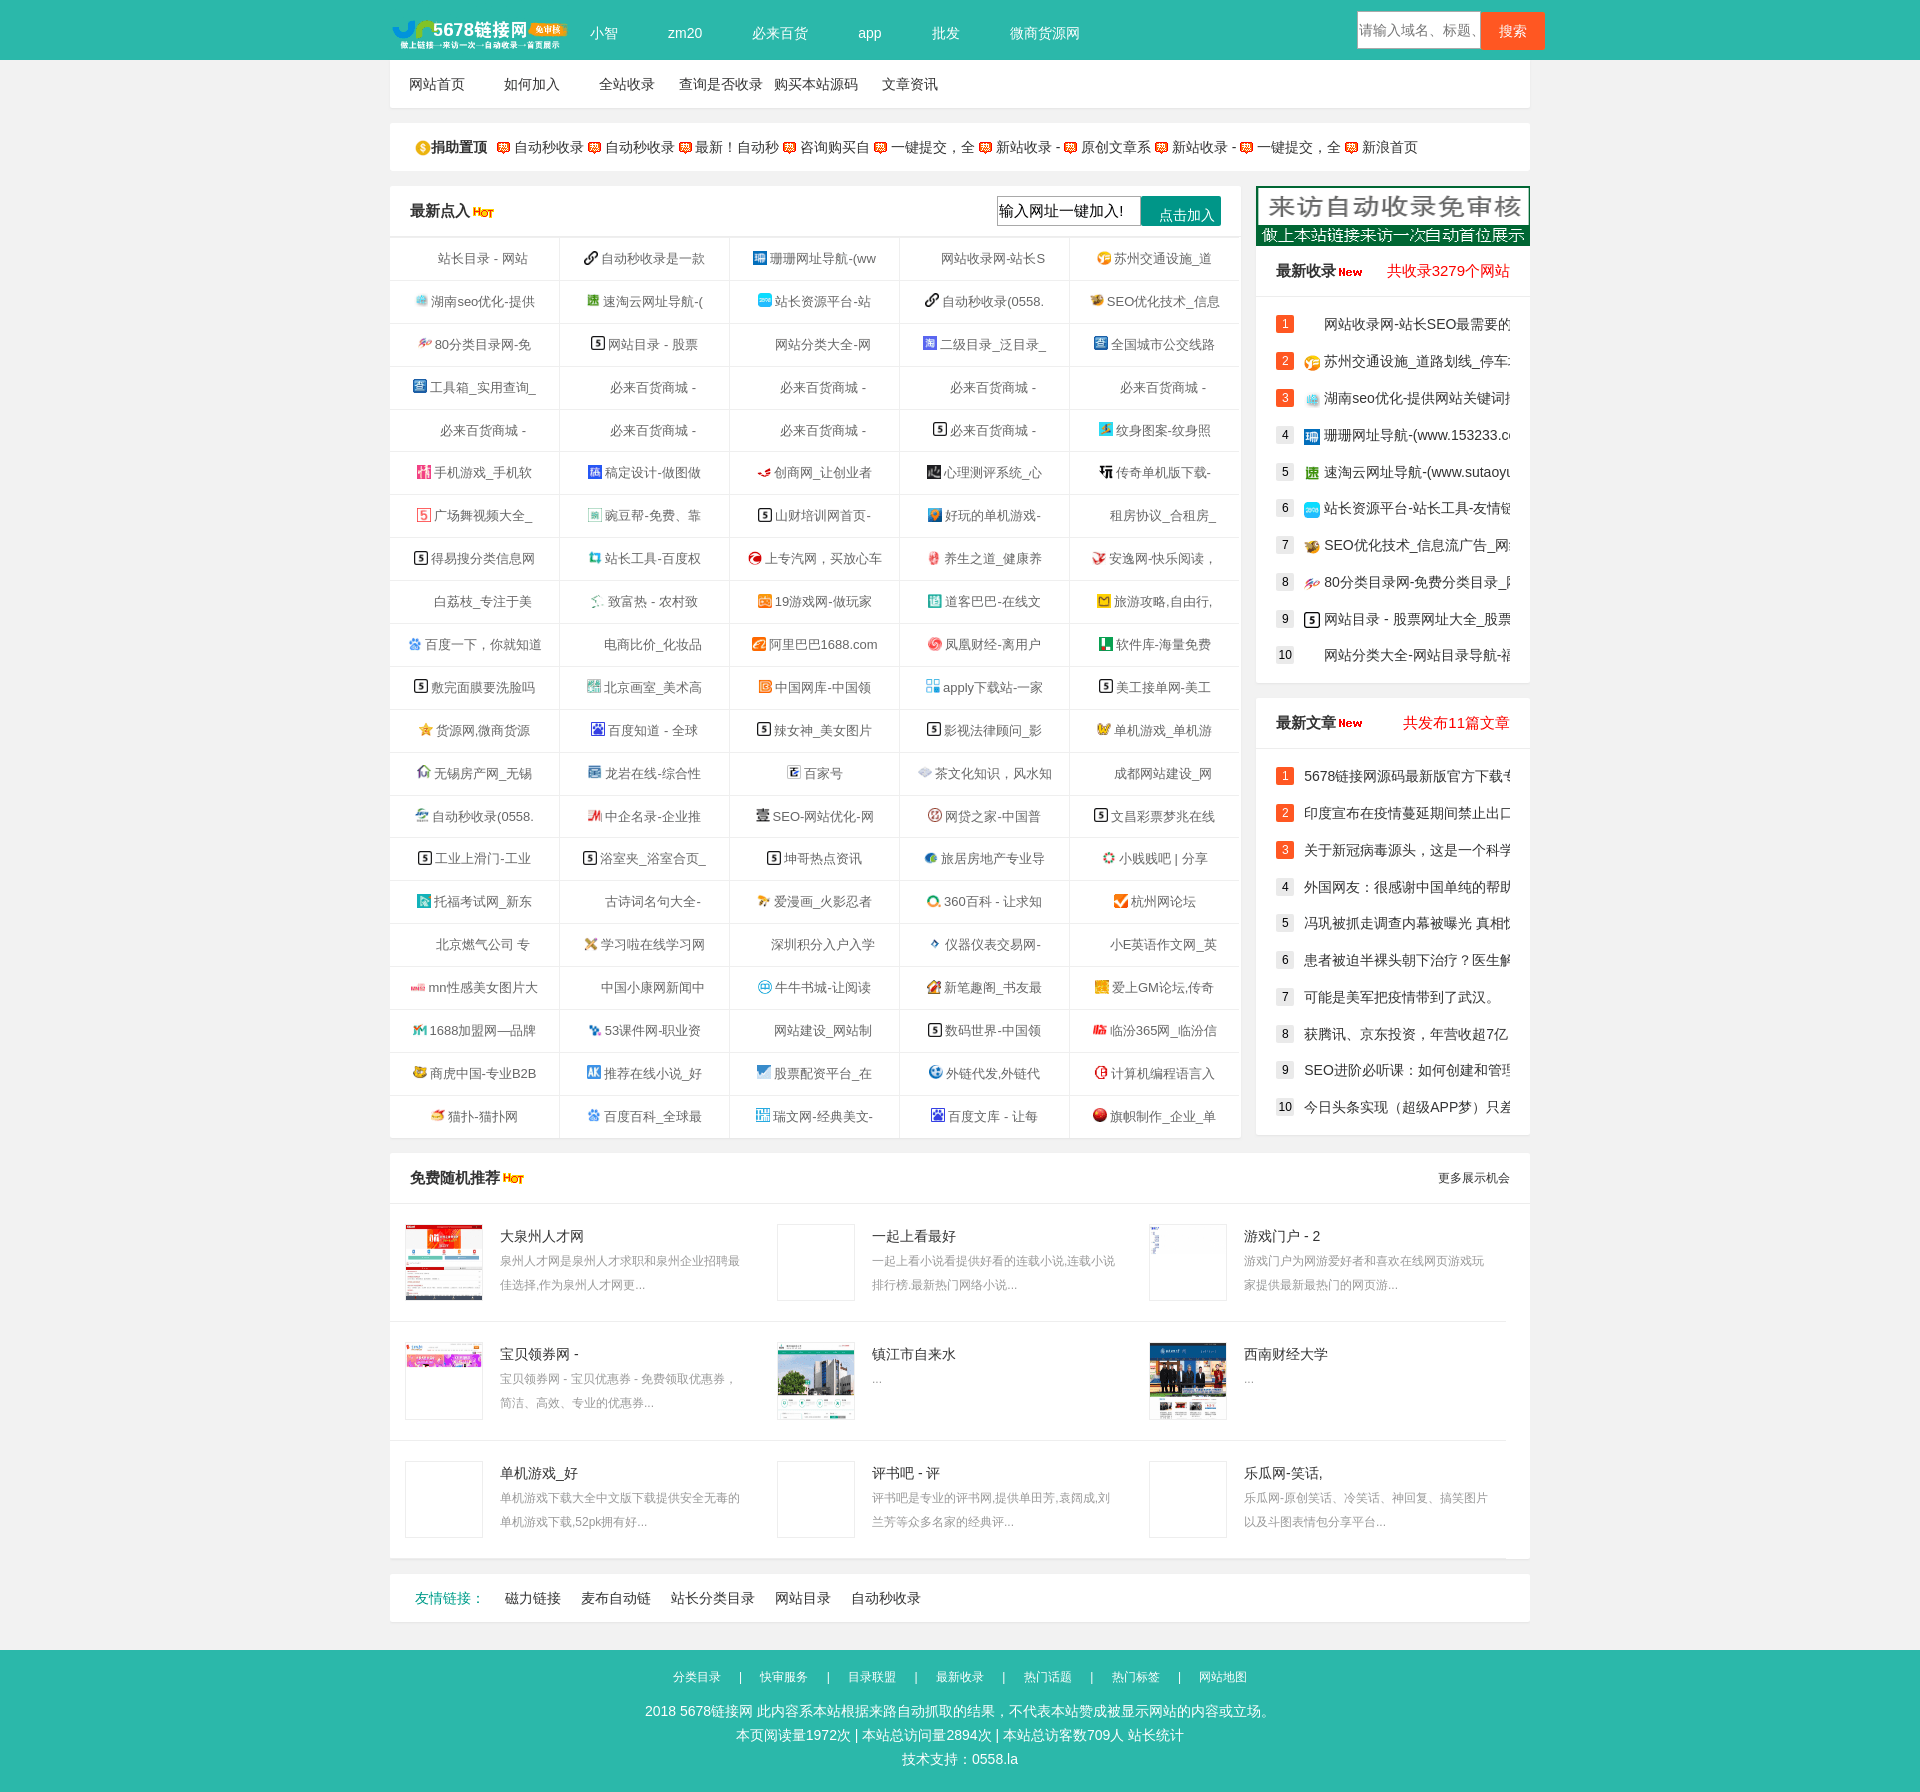 5678链接网 免审核
做上链接→来访一次→自动收录→首页展示
小智 zm20 必来百货 app 批发 微商货源网 请输入域名、标题、 搜索
网站首页 如何加入 全站收录 查询是否收录 购买本站源码 文章资讯
捐助置顶 自动秒收录 自动秒收录 最新！自动秒 咨询购买自 一键提交，全 新站收录 - 原创文章系 新站收录 - 一键提交，全 新浪首页
最新点入 HOT 输入网址一键加入! 点击加入
站长目录 - 网站 自动秒收录是一款 珊珊网址导航-(ww 网站收录网-站长S 苏州交通设施_道
湖南seo优化-提供 速淘云网址导航-( 站长资源平台-站 自动秒收录(0558. SEO优化技术_信息
80分类目录网-免 网站目录 - 股票 网站分类大全-网 二级目录_泛目录_ 全国城市公交线路
工具箱_实用查询_ 必来百货商城 - 必来百货商城 - 必来百货商城 - 必来百货商城 -
必来百货商城 - 必来百货商城 - 必来百货商城 - 必来百货商城 - 纹身图案-纹身照
手机游戏_手机软 稿定设计-做图做 创商网_让创业者 心理测评系统_心 传奇单机版下载-
广场舞视频大全_ 豌豆帮-免费、靠 山财培训网首页- 好玩的单机游戏- 租房协议_合租房_
得易搜分类信息网 站长工具-百度权 上专汽网，买放心车 养生之道_健康养 安逸网-快乐阅读，
白荔枝_专注于美 致富热 - 农村致 19游戏网-做玩家 道客巴巴-在线文 旅游攻略,自由行,
百度一下，你就知道 电商比价_化妆品 阿里巴巴1688.com 凤凰财经-离用户 软件库-海量免费
敷完面膜要洗脸吗 北京画室_美术高 中国网库-中国领 apply下载站-一家 美工接单网-美工
货源网,微商货源 百度知道 - 全球 辣女神_美女图片 影视法律顾问_影 单机游戏_单机游
无锡房产网_无锡 龙岩在线-综合性 百家号 茶文化知识，风水知 成都网站建设_网
自动秒收录(0558. 中企名录-企业推 SEO-网站优化-网 网贷之家-中国普 文昌彩票梦兆在线
工业上滑门-工业 浴室夹_浴室合页_ 坤哥热点资讯 旅居房地产专业导 小贱贱吧 | 分享
托福考试网_新东 古诗词名句大全- 爱漫画_火影忍者 360百科 - 让求知 杭州网论坛
北京燃气公司 专 学习啦在线学习网 深圳积分入户入学 仪器仪表交易网- 小E英语作文网_英
mn性感美女图片大 中国小康网新闻中 牛牛书城-让阅读 新笔趣阁_书友最 爱上GM论坛,传奇
1688加盟网—品牌 53课件网-职业资 网站建设_网站制 数码世界-中国领 临汾365网_临汾信
商虎中国-专业B2B 推荐在线小说_好 股票配资平台_在 外链代发,外链代 计算机编程语言入
猫扑-猫扑网 百度百科_全球最 瑞文网-经典美文- 百度文库 - 让每 旗帜制作_企业_单
来访自动收录免审核
做上本站链接来访一次自动首位展示
最新收录 New 共收录3279个网站
1 网站收录网-站长SEO最需要的
2 苏州交通设施_道路划线_停车
3 湖南seo优化-提供网站关键词
4 珊珊网址导航-(www.153233.c
5 速淘云网址导航-(www.sutaoyu
6 站长资源平台-站长工具-友情链
7 SEO优化技术_信息流广告_网
8 80分类目录网-免费分类目录_
9 网站目录 - 股票网址大全_股票
10 网站分类大全-网站目录导航-福
最新文章 New 共发布11篇文章
1 5678链接网源码最新版官方下载
2 印度宣布在疫情蔓延期间禁止出口
3 关于新冠病毒源头，这是一个科学
4 外国网友：很感谢中国单纯的帮助
5 冯巩被抓走调查内幕被曝光 真相
6 患者被迫半裸头朝下治疗？医生解
7 可能是美军把疫情带到了武汉。
8 获腾讯、京东投资，年营收超7亿
9 SEO进阶必听课：如何创建和管理
10 今日头条实现（超级APP梦）只差
免费随机推荐 HOT 更多展示机会
大泉州人才网
泉州人才网是泉州人才求职和泉州企业招聘最
佳选择,作为泉州人才网更...
一起上看最好
一起上看小说看提供好看的连载小说,连载小说
排行榜.最新热门网络小说...
游戏门户 - 2
游戏门户为网游爱好者和喜欢在线网页游戏玩
家提供最新最热门的网页游...
宝贝领券网 -
宝贝领券网 - 宝贝优惠券 - 免费领取优惠券，
简洁、高效、专业的优惠券...
镇江市自来水
...
西南财经大学
...
单机游戏_好
单机游戏下载大全中文版下载提供安全无毒的
单机游戏下载,52pk拥有好...
评书吧 - 评
评书吧是专业的评书网,提供单田芳,袁阔成,刘
兰芳等众多名家的经典评...
乐瓜网-笑话,
乐瓜网-原创笑话、冷笑话、神回复、搞笑图片
以及斗图表情包分享平台...
友情链接： 磁力链接 麦布自动链 站长分类目录 网站目录 自动秒收录
分类目录 | 快审服务 | 目录联盟 | 最新收录 | 热门话题 | 热门标签 | 网站地图
2018 5678链接网 此内容系本站根据来路自动抓取的结果，不代表本站赞成被显示网站的内容或立场。
本页阅读量1972次 | 本站总访问量2894次 | 本站总访客数709人 站长统计
技术支持：0558.la